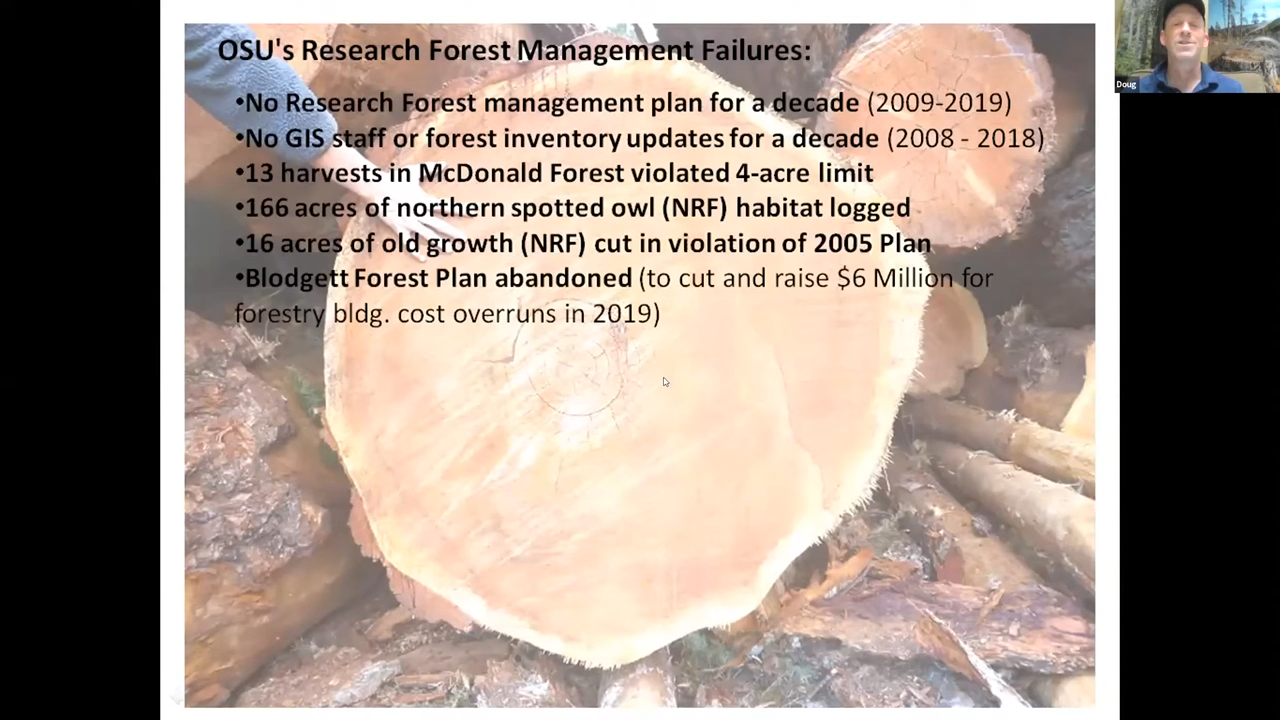 OSU's Research Forest Management Failures:
•No Research Forest management plan for a decade (2009-2019)
•No GIS staff or forest inventory updates for a decade (2008 - 2018)
•13 harvests in McDonald Forest violated 4-acre limit
•166 acres of northern spotted owl (NRF) habitat logged
•16 acres of old growth (NRF) cut in violation of 2005 Plan
•Blodgett Forest Plan abandoned (to cut and raise $6 Million for
forestry bldg. cost overruns in 2019)
Doug